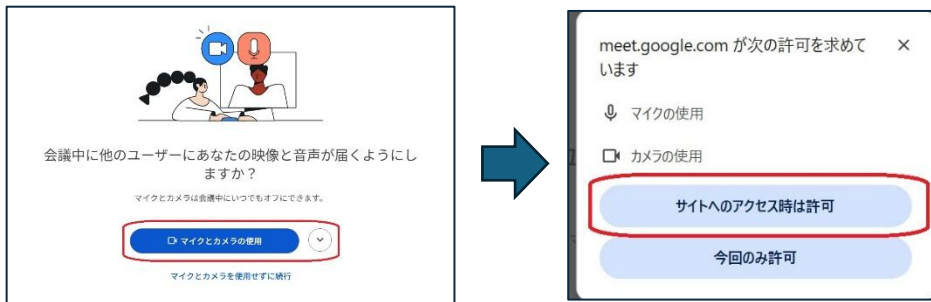 会議中に他のユーザーにあなたの映像と音声が届くようにし
ますか？
マイクとカメラは会議中にいつでもオフにできます。
マイクとカメラの使用
マイクとカメラを使用せずに続行
meet.google.com が次の許可を求めて
います
マイクの使用
カメラの使用
サイトへのアクセス時は許可
今回のみ許可